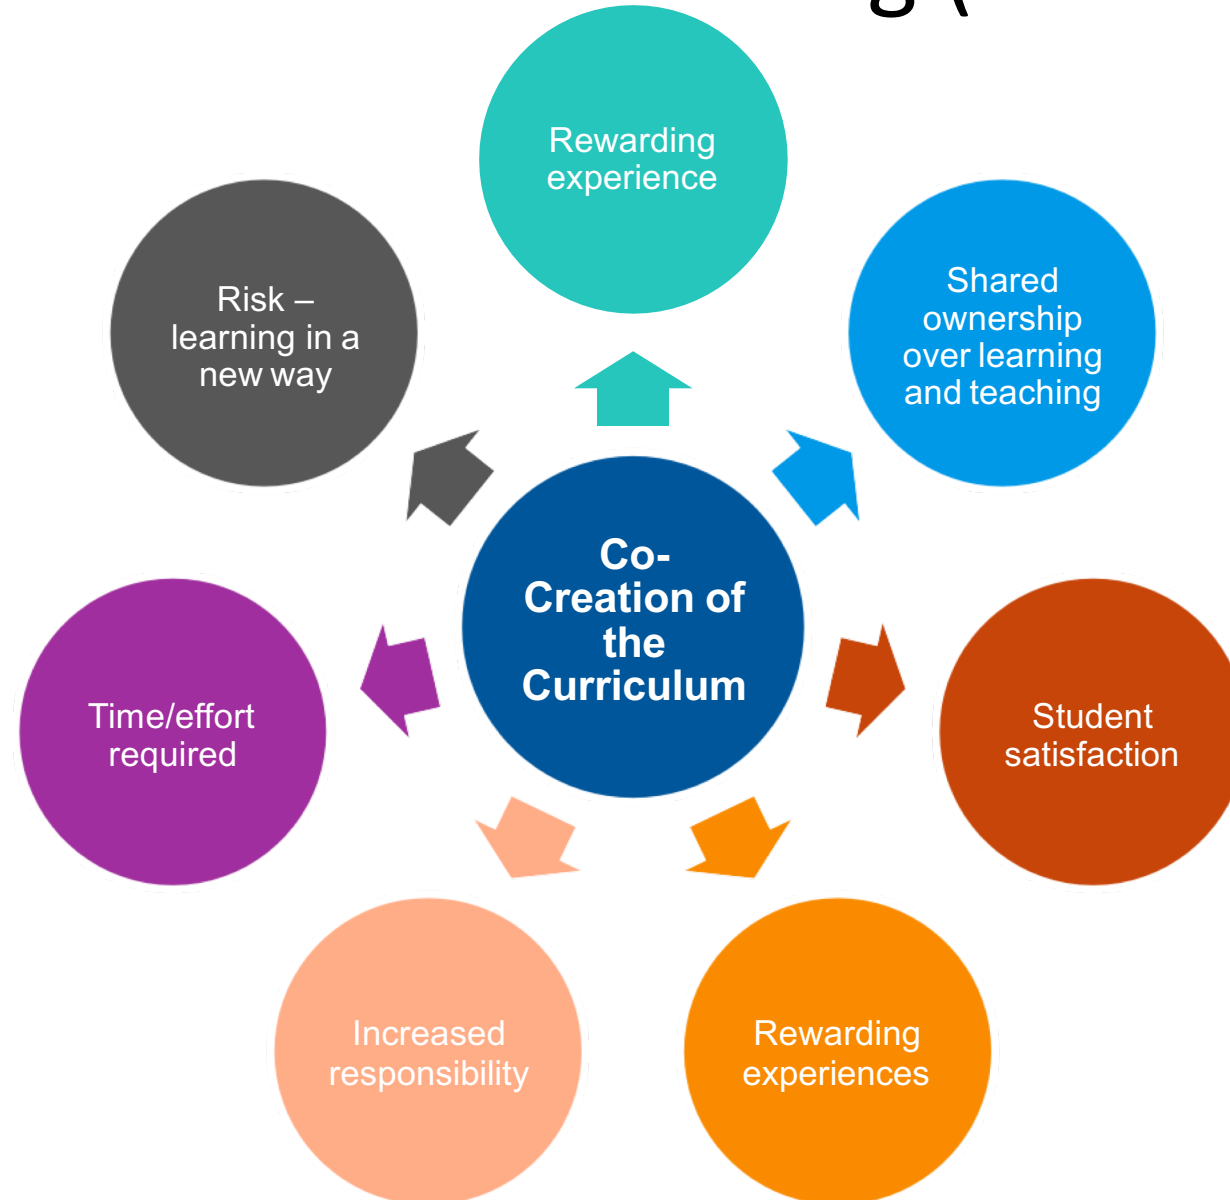 Rewarding
experience
Shared
ownership
over learning
and teaching
Student
satisfaction
Rewarding
experiences
Increased
responsibility
Time/effort
required
Risk –
learning in a
new way
Co-
Creation of
the
Curriculum